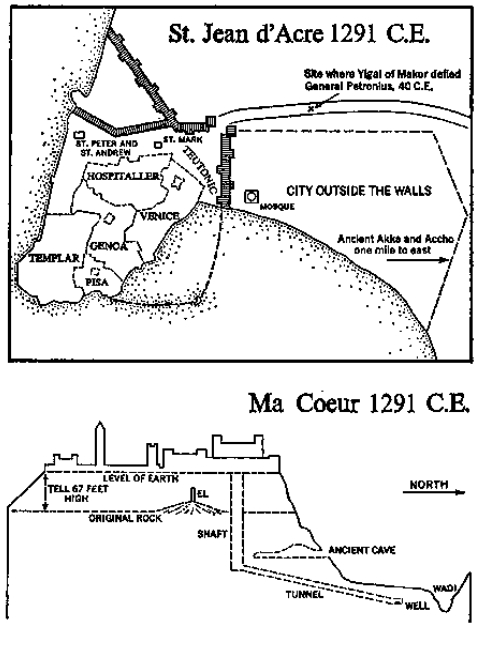 St. Jean d'Acre 1291 C.E.
Site where Yigal of Makor defied
General Petronius, 40 C.E.
ST. PETER AND
ST. ANDREW
ST. MARK
TEUTONIC
HOSPITALLER
CITY OUTSIDE THE WALLS
MOSQUE
VENICE
GENOA
TEMPLAR
PISA
Ancient Akka and Accho
one mile to east
Ma Coeur 1291 C.E.
LEVEL OF EARTH
TELL 67 FEET
HIGH
EL
NORTH
ORIGINAL ROCK
SHAFT
ANCIENT CAVE
TUNNEL
WADI
WELL